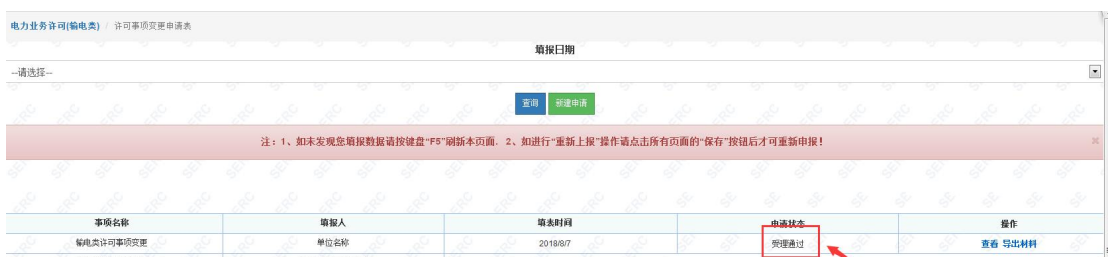 电力业务许可(输电类) / 许可事项变更申请表
填报日期
--请选择--
查询 新建申请
注：1、如未发现您填报数据请按键盘“F5”刷新本页面. 2、如进行“重新上报”操作请点击所有页面的“保存”按钮后才可重新申报！ ×
事项名称 填报人 填表时间 申请状态 操作
输电类许可事项变更 单位名称 2018/8/7 受理通过 查看 导出材料